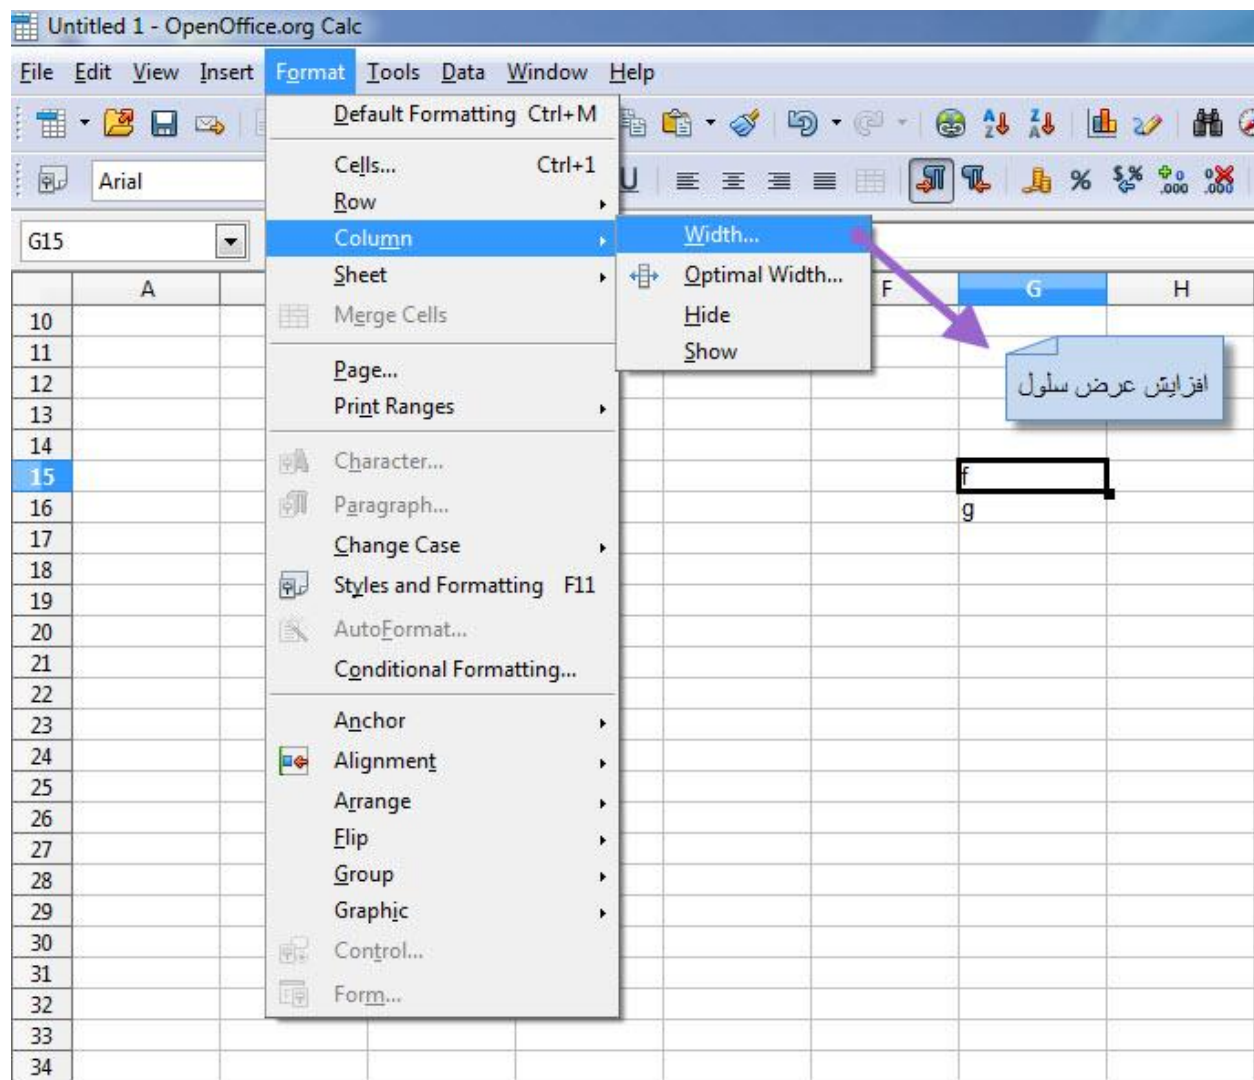 Untitled 1 - OpenOffice.org Calc
File Edit View Insert Format Tools Data Window Help
Default Formatting Ctrl+M
Arial
Cells... Ctrl+1
Row
G15
Column
Width...
Sheet
Optimal Width...
A F G H
Merge Cells
Hide
Show
Page...
Print Ranges
افزایش عرض سلول
Character...
Paragraph...
Change Case
Styles and Formatting F11
AutoFormat...
Conditional Formatting...
Anchor
Alignment
Arrange
Flip
Group
Graphic
Control...
Form...
10
11
12
13
14
15 f
16 g
17
18
19
20
21
22
23
24
25
26
27
28
29
30
31
32
33
34